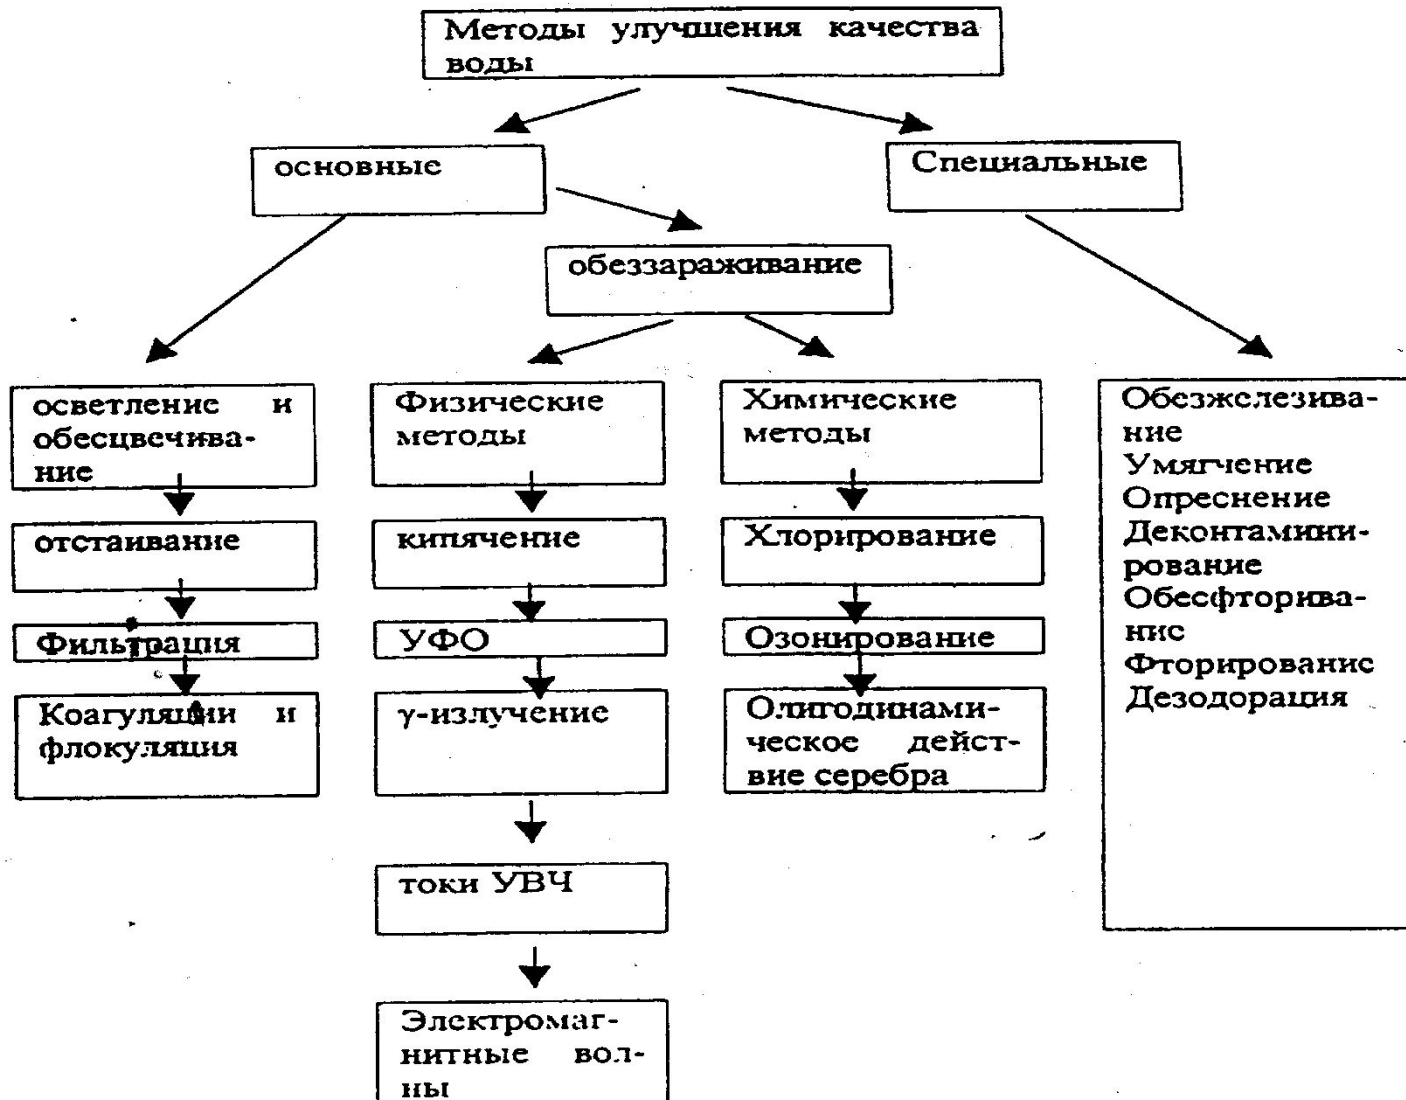 Методы улучшения качества
воды
основные
Специальные
обеззараживание
осветление и
обесцвечива-
ние
Физические
методы
Химические
методы
Обезжелезива-
ние
Умягчение
Опреснение
Деконтамини-
рование
Обесфторива-
ние
Фторирование
Дезодорация
отстаивание
кипячение
Хлорирование
Фильтрация
УФО
Озонирование
Коагуляции и
флокуляция
γ-излучение
Олигодинами-
ческое дейст-
вие серебра
токи УВЧ
Электромаг-
нитные вол-
ны